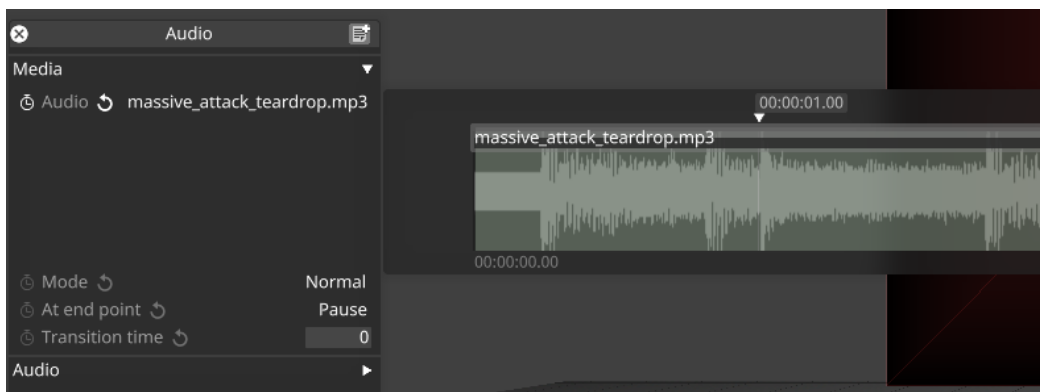 Audio
Media
Audio massive_attack_teardrop.mp3
00:00:01.00
massive_attack_teardrop.mp3
00:00:00.00
Mode Normal
At end point Pause
Transition time 0
Audio